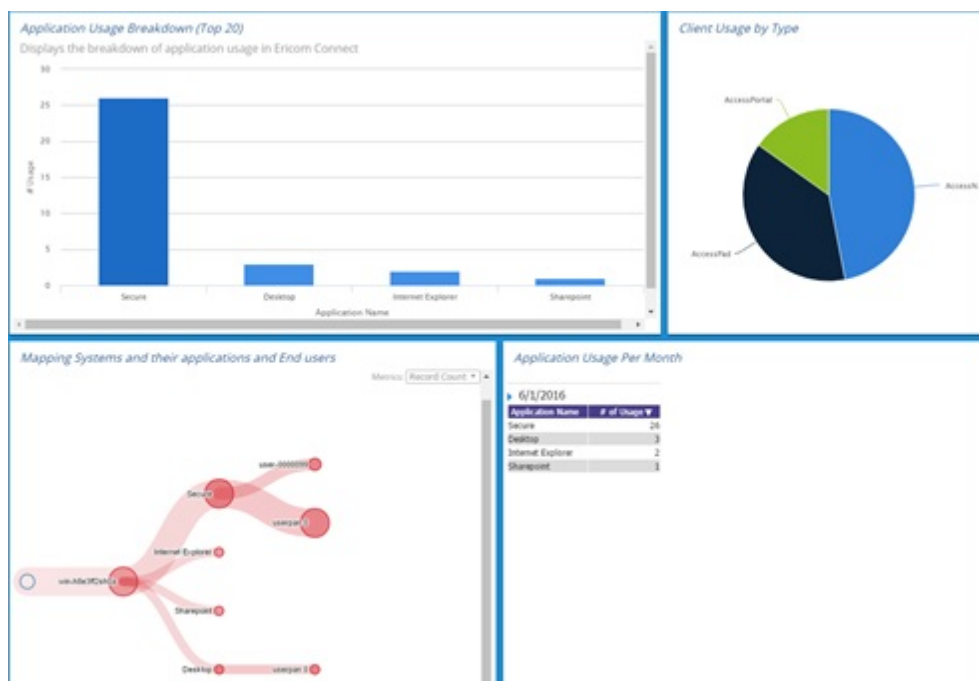 Application Usage Breakdown (Top 20)
Displays the breakdown of application usage in Ericom Connect
30
25
20
15
10
5
0
# Usage
Secure
Desktop
Internet Explorer
Sharepoint
Application Name
Client Usage by Type
AccessPortal
AccessPad
Mapping Systems and their applications and End users
Metrics: Record Count
Secure
Internet Explorer
Sharepoint
Desktop
Application Usage Per Month
6/1/2016
Application Name # of Usage
Secure 26
Desktop 3
Internet Explorer 2
Sharepoint 1